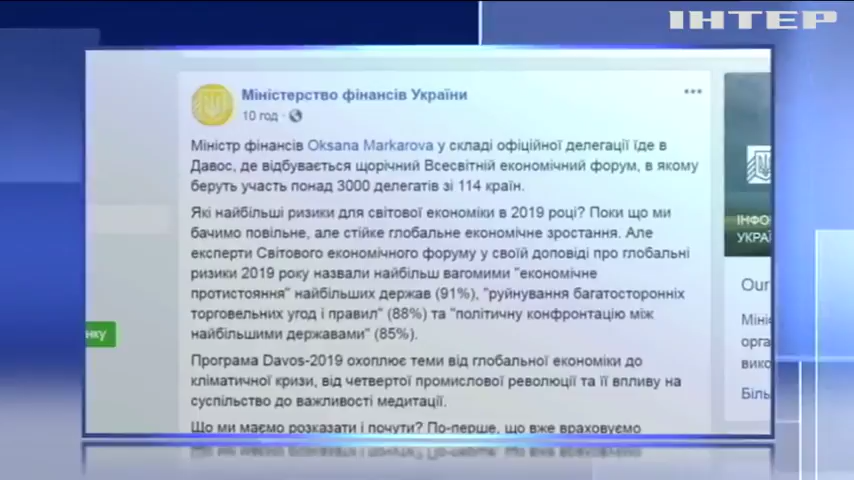 ІНТЕР
Міністерство фінансів України
10 год
Міністр фінансів Oksana Markarova у складі офіційної делегації їде в
Давос, де відбувається щорічний Всесвітній економічний форум, в якому
беруть участь понад 3000 делегатів зі 114 країн.
Які найбільші ризики для світової економіки в 2019 році? Поки що ми
бачимо повільне, але стійке глобальне економічне зростання. Але
експерти Світового економічного форуму у своїй доповіді про глобальні
ризики 2019 року назвали найбільш вагомими "економічне
протистояння" найбільших держав (91%), "руйнування багатосторонніх
торговельних угод і правил" (88%) та "політичну конфронтацію між
найбільшими державами" (85%).
Програма Davos-2019 охоплює теми від глобальної економіки до
кліматичної кризи, від четвертої промислової революції та її впливу на
суспільство до важливості медитації.
Що ми маємо розказати і почути? По-перше, що вже враховуємо
нку
ІНФО
УКРАЇ
Our
Міні
орга
вико
Біль